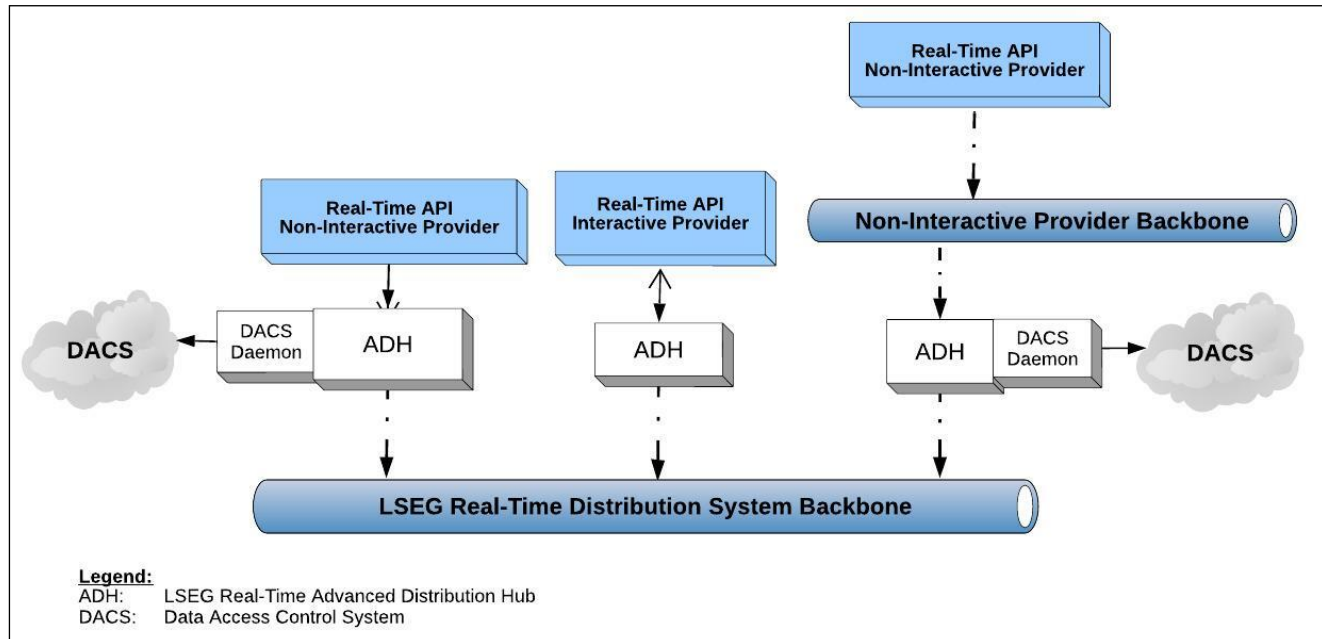 Real-Time API
Non-Interactive Provider
Real-Time API
Non-Interactive Provider
Real-Time API
Interactive Provider
Non-Interactive Provider Backbone
DACS
DACS
Daemon
ADH
ADH
ADH
DACS
Daemon
DACS
LSEG Real-Time Distribution System Backbone
Legend:
ADH: LSEG Real-Time Advanced Distribution Hub
DACS: Data Access Control System